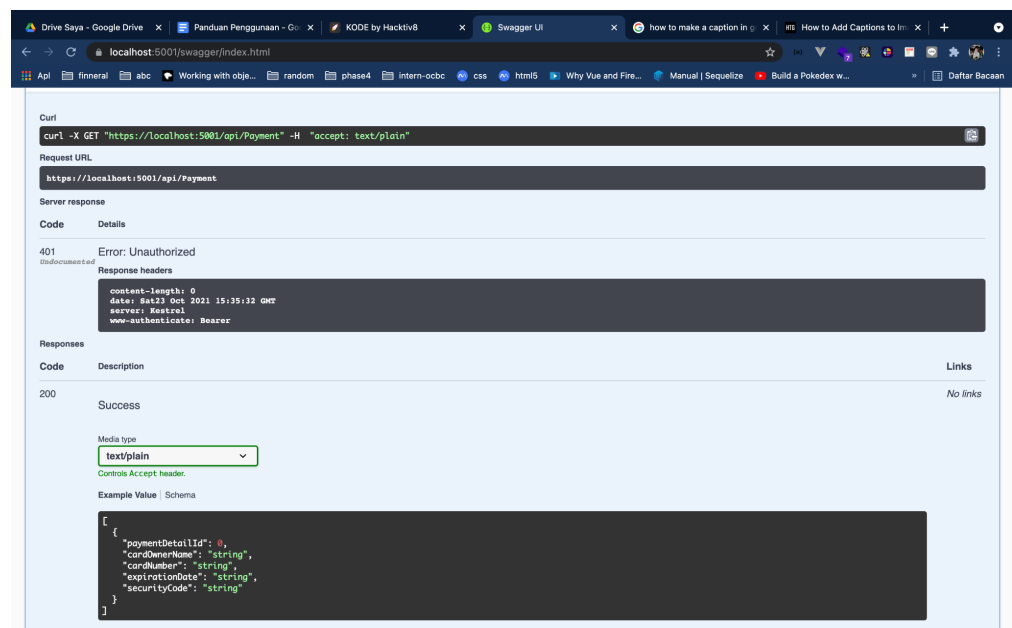 Drive Saya - Google Drive
Panduan Penggunaan - Go
KODE by Hacktiv8
Swagger UI
how to make a caption in g
HTG How to Add Captions to Im
localhost:5001/swagger/index.html
7
Apl
finneral
abc
Working with obje...
random
phase4
intern-ocbc
css
html5
Why Vue and Fire...
Manual | Sequelize
Build a Pokedex w...
»
Daftar Bacaan
Curl
curl -X GET "https://localhost:5001/api/Payment" -H "accept: text/plain"
Request URL
https://localhost:5001/api/Payment
Server response
Code Details
401 Error: Unauthorized
Undocumented
Response headers
content-length: 0
date: Sat23 Oct 2021 15:35:32 GMT
server: Kestrel
www-authenticate: Bearer
Responses
Code Description Links
200 No links
Success
Media type
text/plain
Controls Accept header.
Example Value | Schema
[
{
"paymentDetailId": 0,
"cardOwnerName": "string",
"cardNumber": "string",
"expirationDate": "string",
"securityCode": "string"
}
]